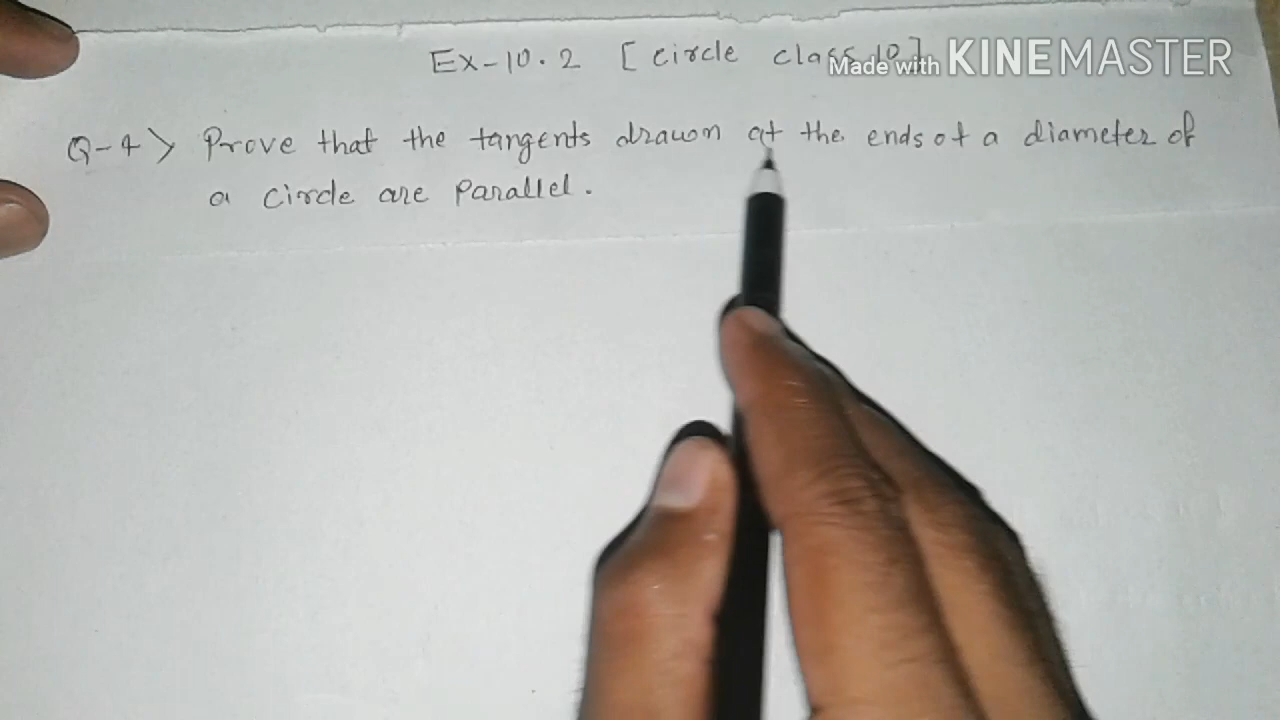 Ex-10.2 [circle class 10]
Made with KINEMASTER
Q-4> Prove that the tangents drawn at the ends of a diameter of
a circle are parallel.